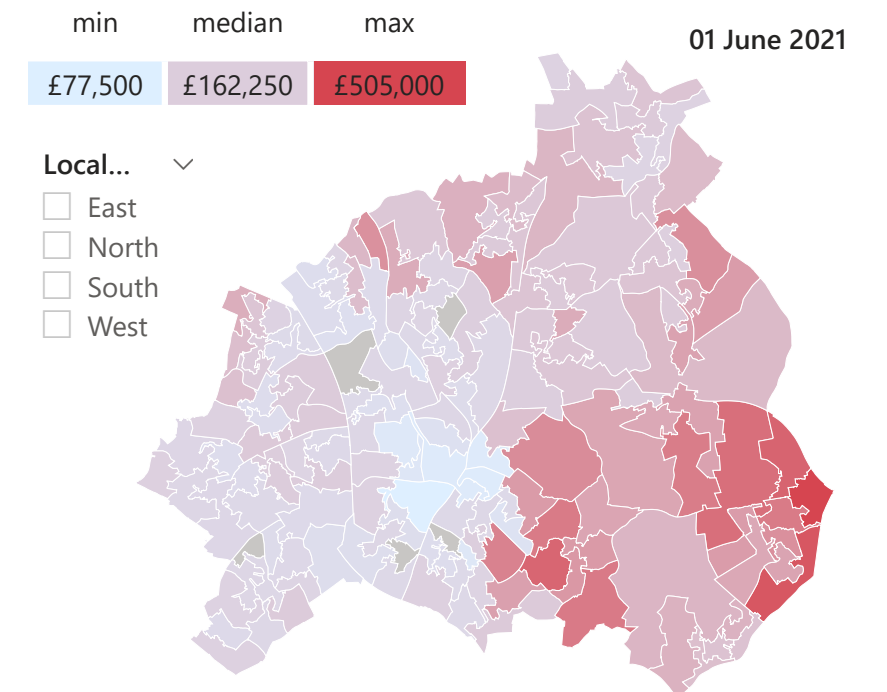 min median max
01 June 2021
£77,500 £162,250 £505,000
Local...
East
North
South
West